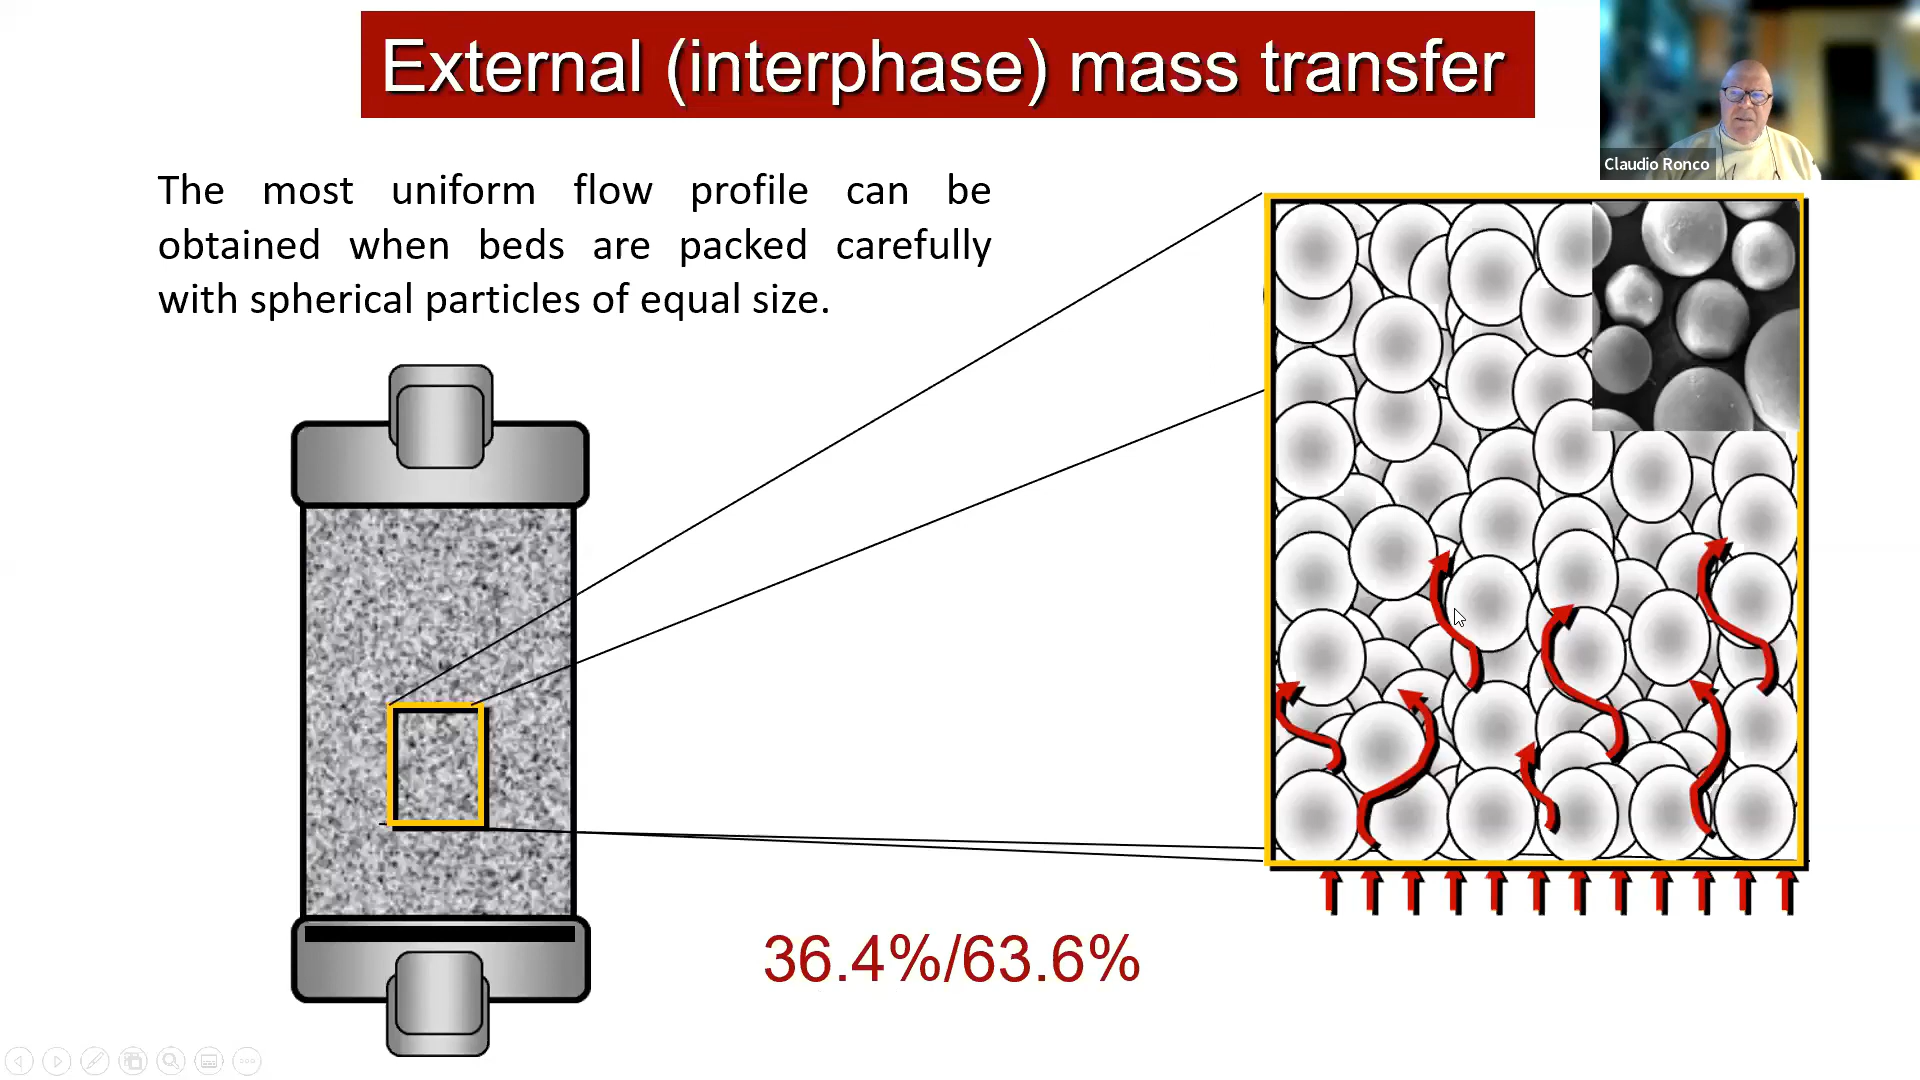 External (interphase) mass transfer
Claudio Ronco
The most uniform flow profile can be
obtained when beds are packed carefully
with spherical particles of equal size.
36.4%/63.6%